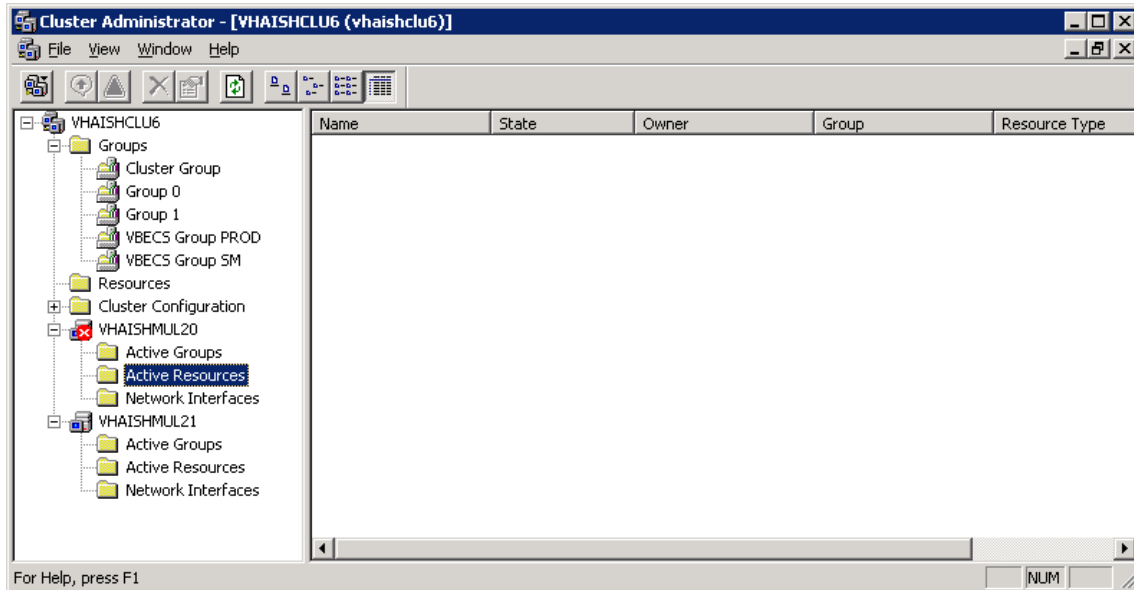 Cluster Administrator - [VHAISHCLU6 (vhaishclu6)]
File View Window Help
VHAISHCLU6
Groups
Cluster Group
Group 0
Group 1
VBECS Group PROD
VBECS Group SM
Resources
Cluster Configuration
VHAISHMUL20
Active Groups
Active Resources
Network Interfaces
VHAISHMUL21
Active Groups
Active Resources
Network Interfaces
Name State Owner Group Resource Type
For Help, press F1
NUM